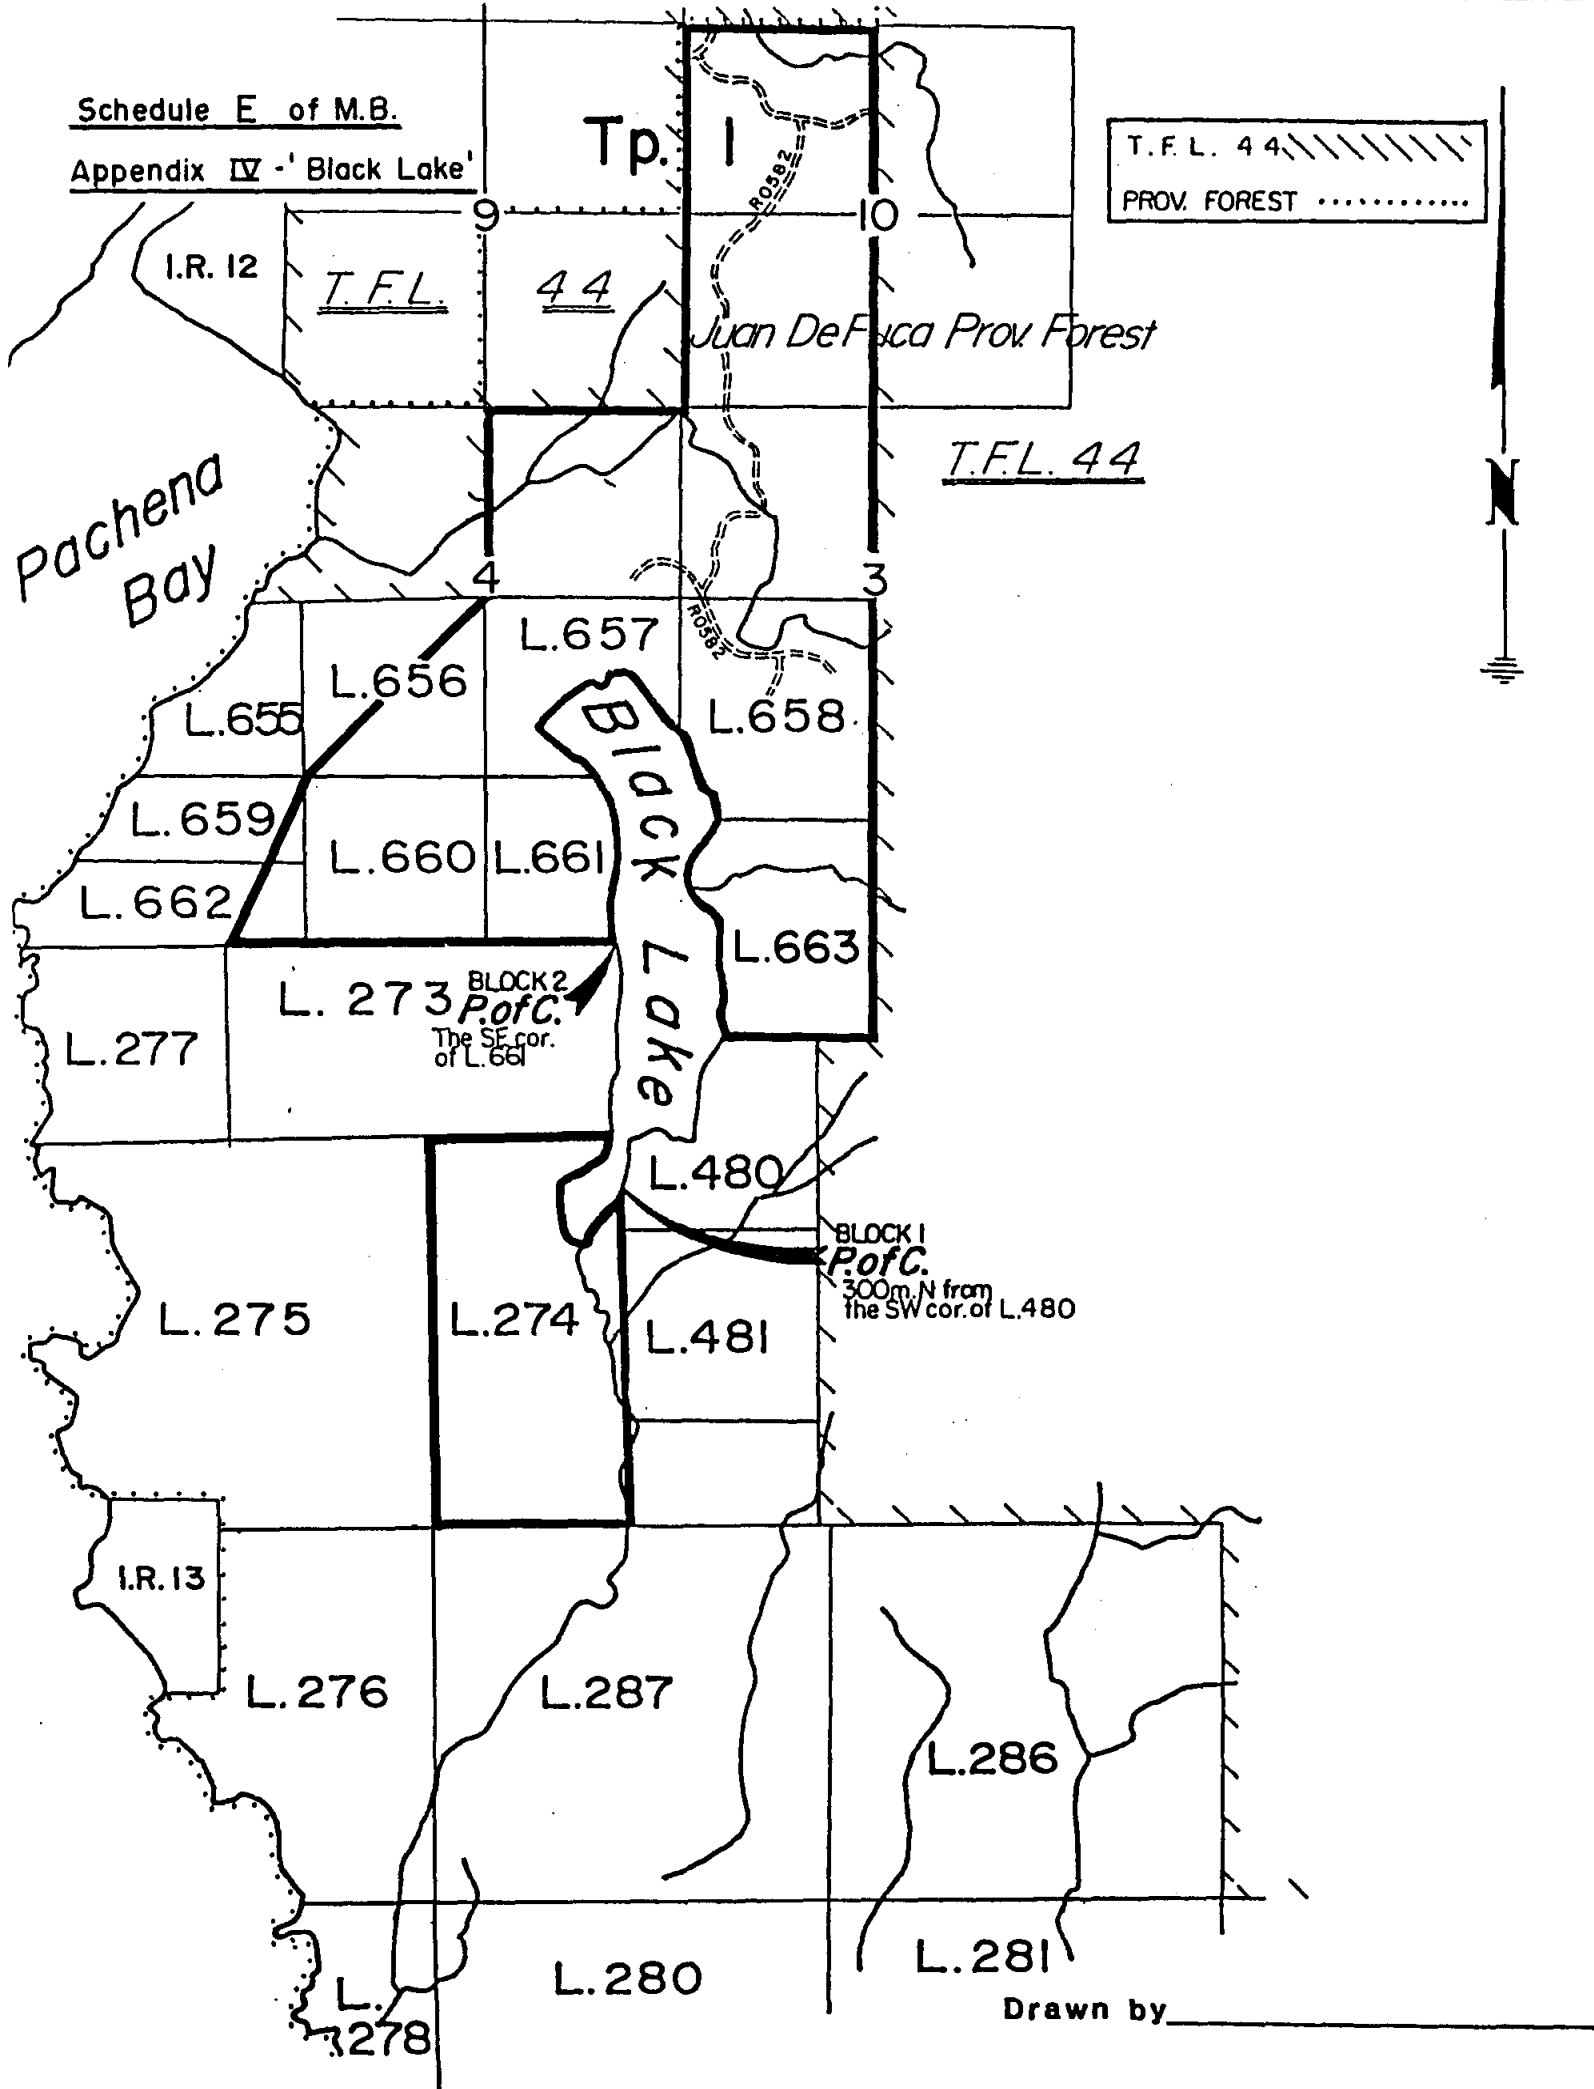 Schedule E of M.B.
Appendix IV - 'Black Lake'
Tp. 1
T.F.L. 44
PROV. FOREST
R0582
9
10
I.R. 12
T.F.L. 44
Juan De Fuca Prov. Forest
T.F.L. 44
Pachena
Bay
N
4
3
R0582
L.657
L.656
L.655
L.658
L.659
L.660
L.661
L.662
Black Lake
L.663
L. 273
BLOCK 2
P. of C.
The SE cor.
of L.661
L.277
L.480
BLOCK 1
P. of C.
300m. N from
the SW cor. of L.480
L.275
L.274
L.481
I.R. 13
L.276
L.287
L.286
L.281
L.280
L.
278
Drawn by